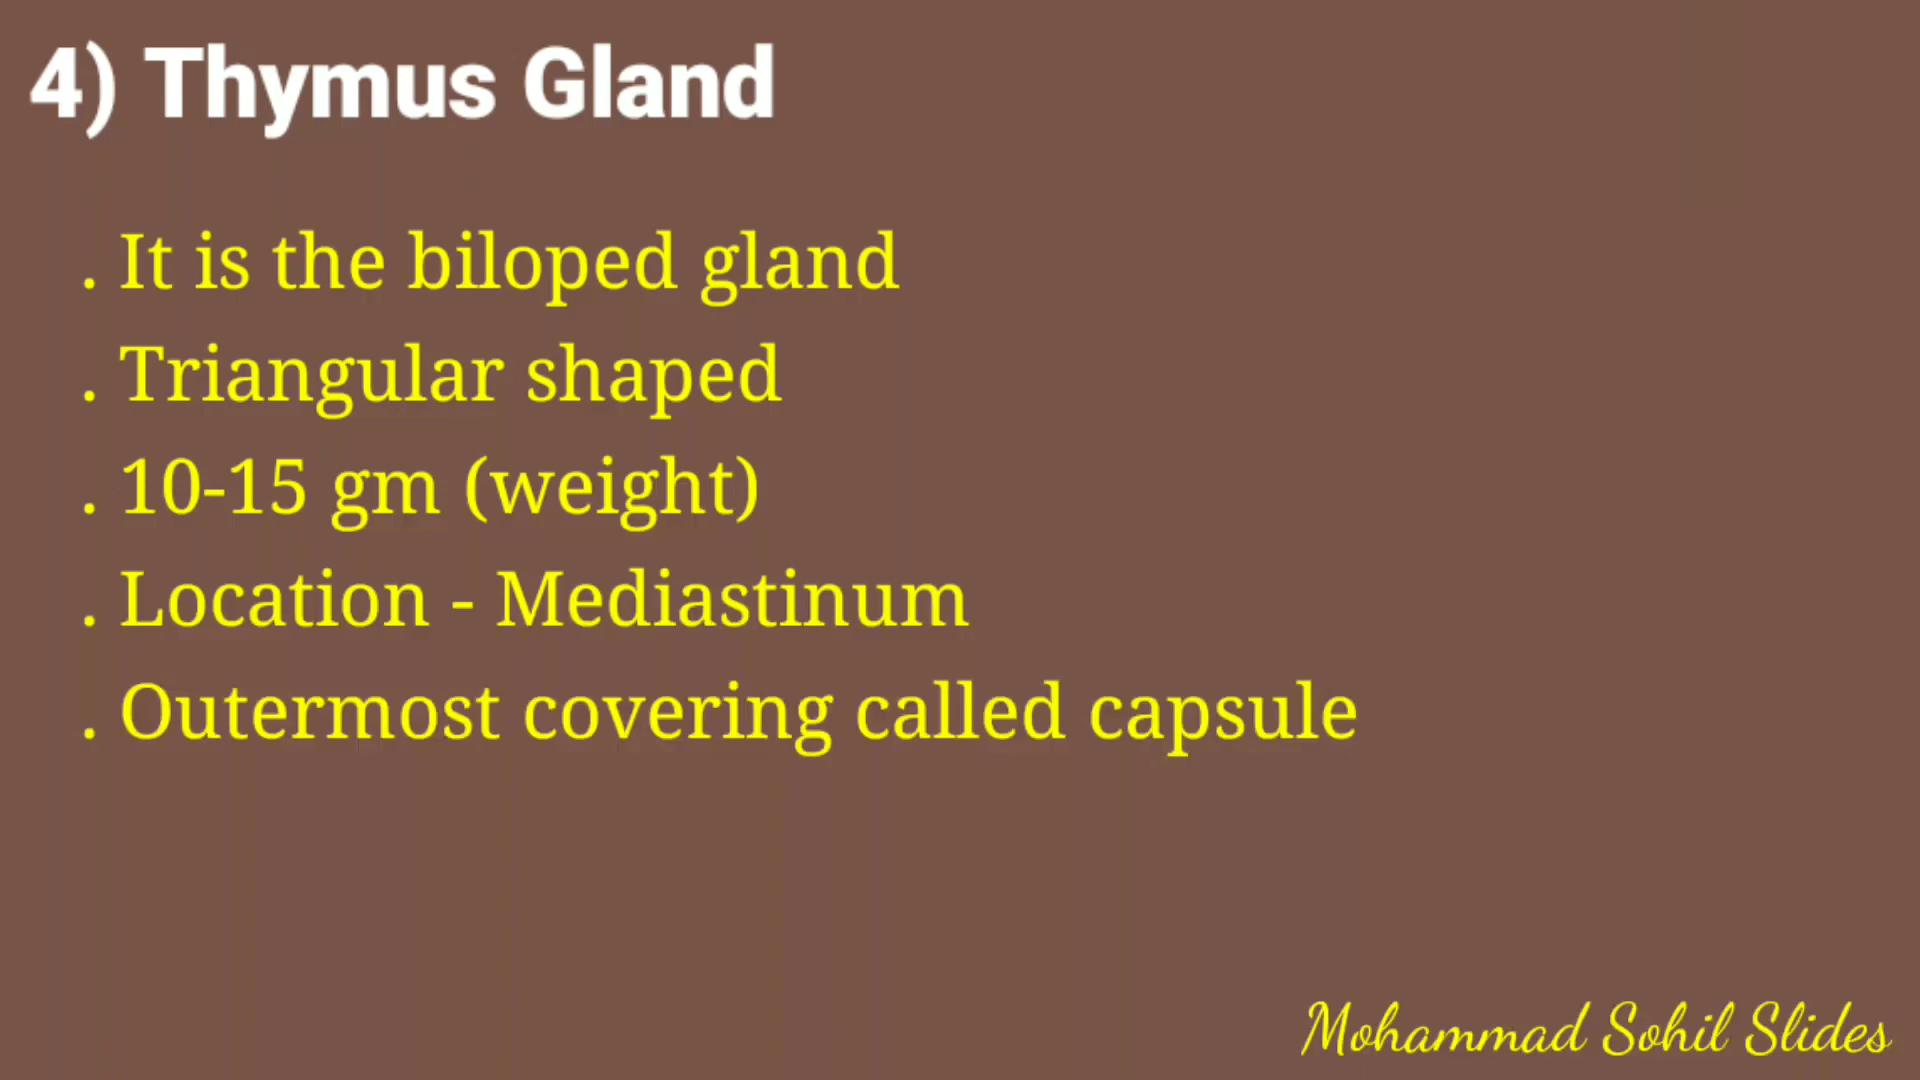 4) Thymus Gland
. It is the biloped gland
. Triangular shaped
. 10-15 gm (weight)
. Location - Mediastinum
. Outermost covering called capsule
Mohammad Sohil Slides